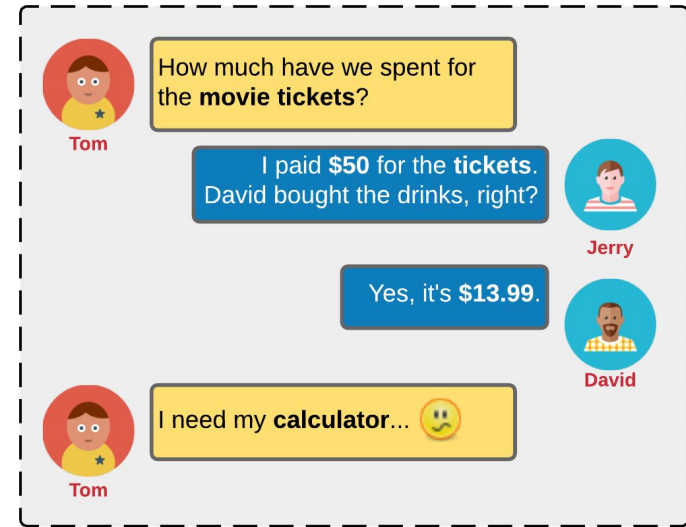 How much have we spent for
the movie tickets?
Tom
I paid $50 for the tickets.
David bought the drinks, right?
Jerry
Yes, it's $13.99.
David
I need my calculator...
Tom